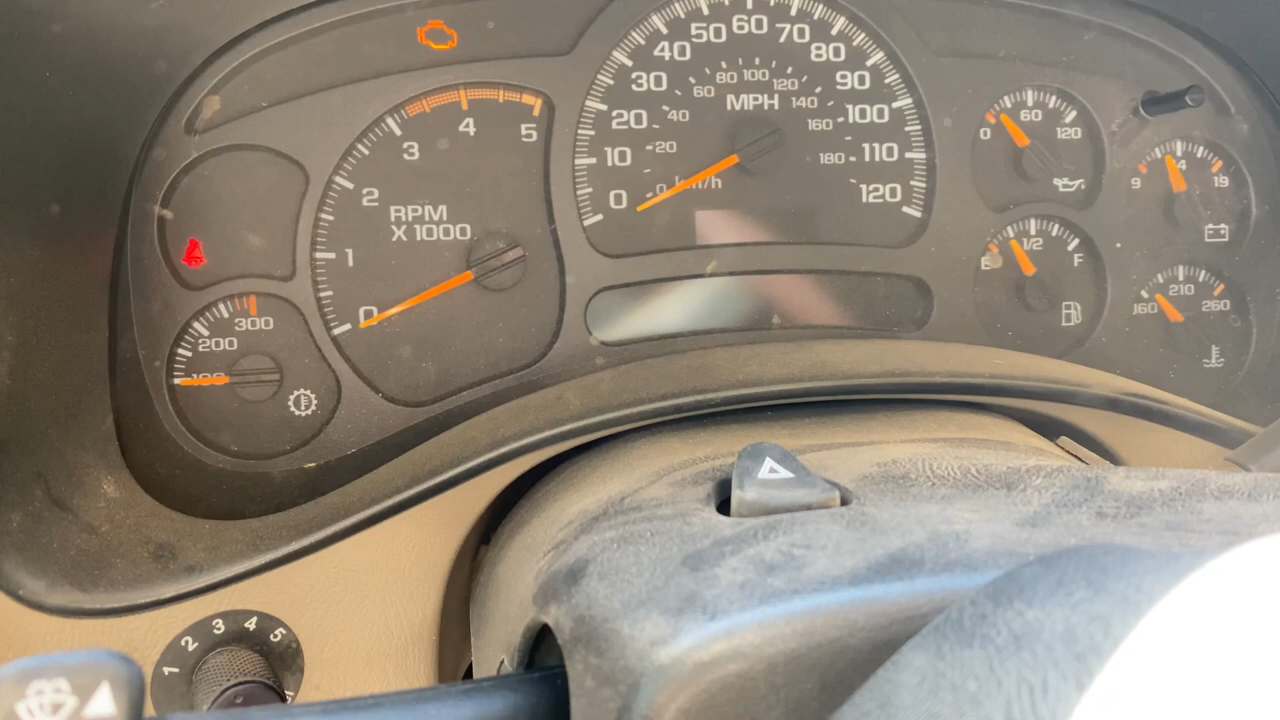 50 60 70
40 80
30 90
20 100
10 110
0 120
60 80 100 120
40 140
20 160
0 km/h 180
MPH
4 5
3
2
1
0
RPM
X 1000
300
200
100
0 60 120
9 14 19
E 1/2 F
160 210 260
1 2 3 4 5